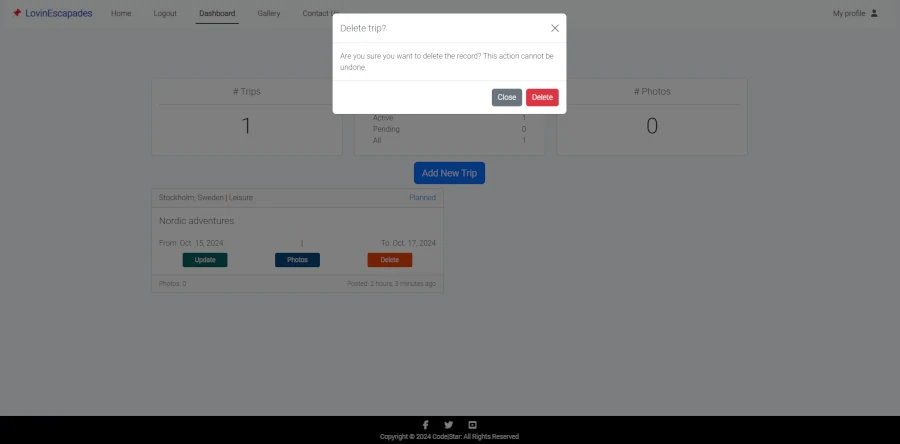 LovinEscapades Home Logout Dashboard Gallery Contact Us My profile
Delete trip?
Are you sure you want to delete the record? This action cannot be
undone.
Close Delete
# Trips # Photos
1 0
Active 1
Pending 0
All 1
Add New Trip
Stockholm, Sweden | Leisure Planned
Nordic adventures
From: Oct. 15, 2024 | To: Oct. 17, 2024
Update Photos Delete
Photos: 0 Posted: 2 hours, 3 minutes ago
Copyright © 2024 Code|Star. All Rights Reserved